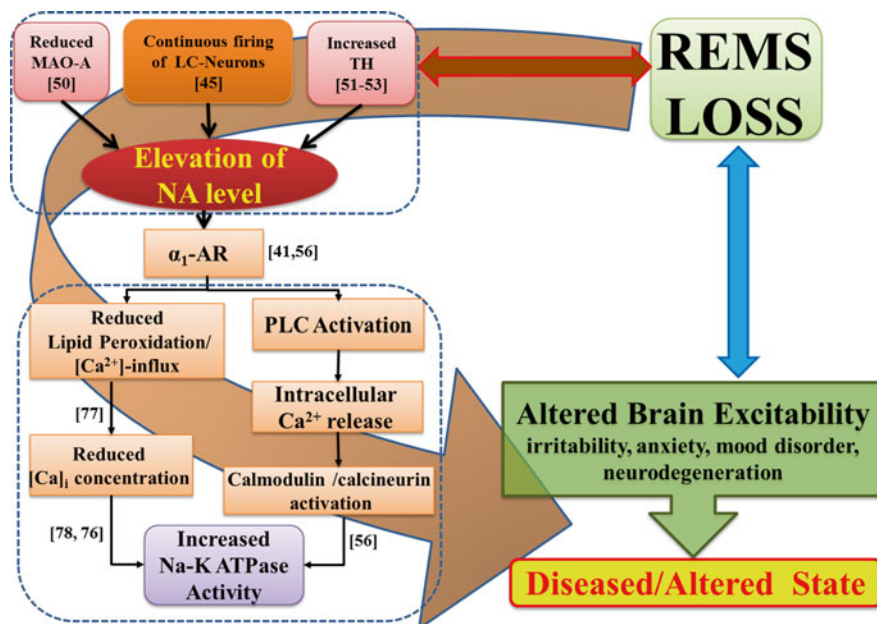 Reduced
MAO-A
[50]
Continuous firing
of LC-Neurons
[45]
Increased
TH
[51-53]
REMS
LOSS
Elevation of
NA level
α₁-AR
[41,56]
Reduced
Lipid Peroxidation/
[Ca²⁺]-influx
PLC Activation
[77]
Intracellular
Ca²⁺ release
Reduced
[Ca]ᵢ concentration
Calmodulin /calcineurin
activation
[78, 76]
[56]
Increased
Na-K ATPase
Activity
Altered Brain Excitability
irritability, anxiety, mood disorder,
neurodegeneration
Diseased/Altered State